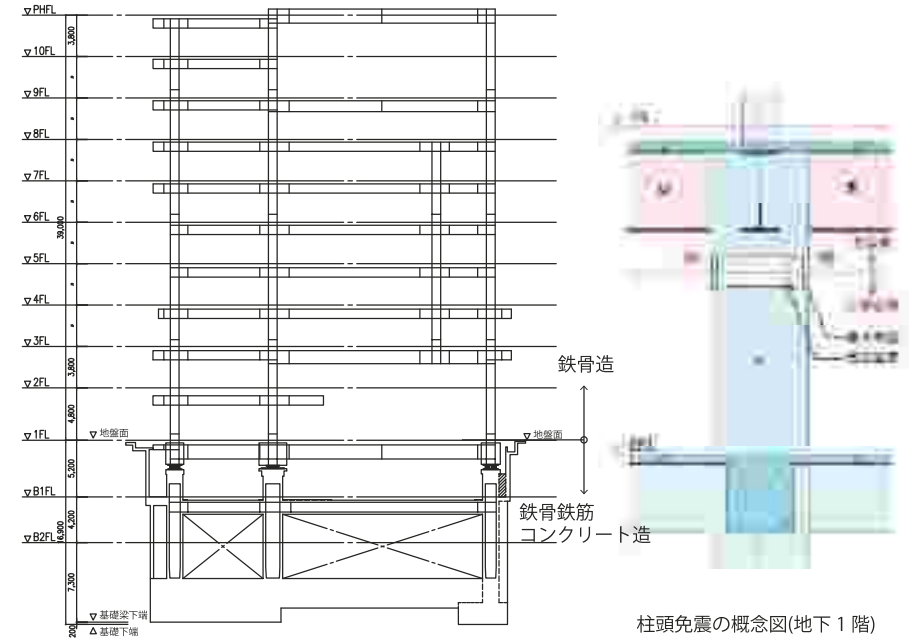 PHFL
3,800
10FL
9FL
8FL
7FL
6FL
39,000
5FL
4FL
3FL
3,800
2FL
4,800
鉄骨造
1FL
地盤面
地盤面
5,200
B1FL
鉄骨鉄筋
コンクリート造
4,200
16,900
B2FL
7,300
基礎梁下端
200
基礎下端
柱頭免震の概念図(地下1階)